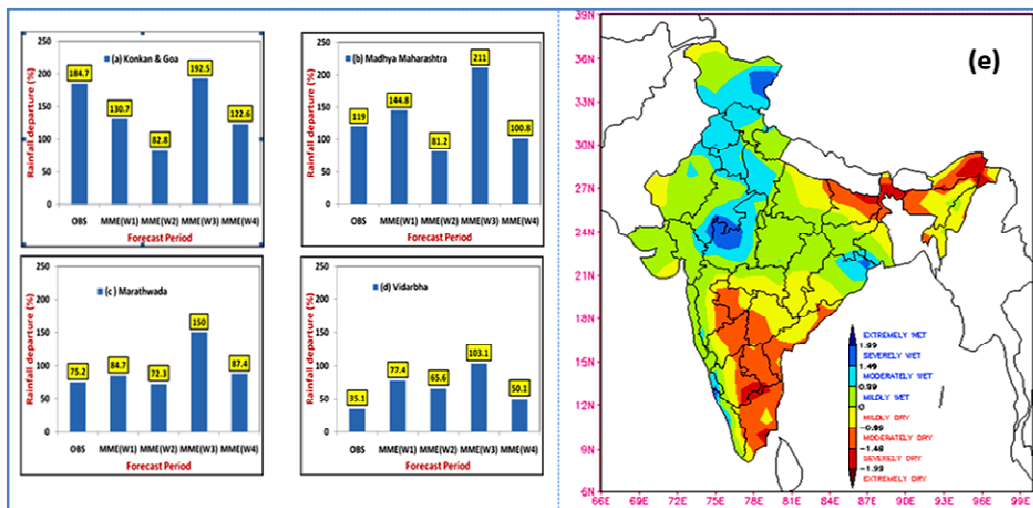 (a) Konkan & Goa
Rainfall departure (%)
250
200
150
100
50
0
184.7
130.7
82.8
192.5
122.6
OBS MME(W1) MME(W2) MME(W3) MME(W4)
Forecast Period
(b) Madhya Maharashtra
Rainfall departure (%)
250
200
150
100
50
0
119
144.8
81.2
211
100.8
OBS MME(W1) MME(W2) MME(W3) MME(W4)
Forecast Period
(c) Marathwada
Rainfall departure (%)
250
200
150
100
50
0
75.2
84.7
72.3
150
87.4
OBS MME(W1) MME(W2) MME(W3) MME(W4)
Forecast Period
(d) Vidarbha
Rainfall departure (%)
250
200
150
100
50
0
35.1
77.4
65.6
103.1
50.1
OBS MME(W1) MME(W2) MME(W3) MME(W4)
Forecast Period
(e)
39N
36N
33N
30N
27N
24N
21N
18N
15N
12N
9N
6N
66E 69E 72E 75E 78E 81E 84E 87E 90E 93E 96E 99E
EXTREMELY WET
1.99
SEVERELY WET
1.49
MODERATELY WET
0.99
MILDLY WET
0
MILDLY DRY
-0.99
MODERATELY DRY
-1.49
SEVERELY DRY
-1.99
EXTREMELY DRY